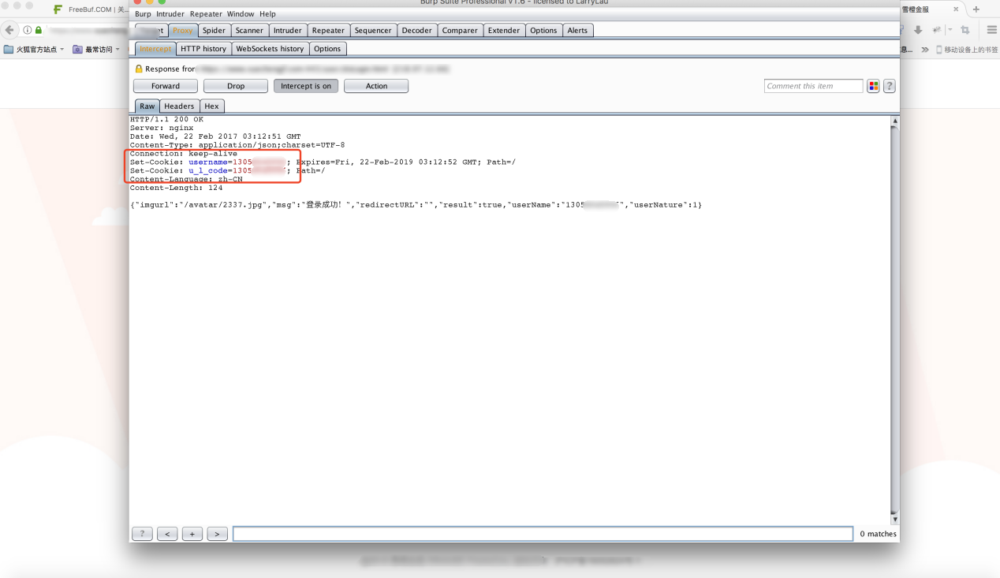 FreeBuf.COM | 关...
Burp Suite Professional v1.6 - licensed to LarryLau
雪橙金服
Burp Intruder Repeater Window Help
Proxy Spider Scanner Intruder Repeater Sequencer Decoder Comparer Extender Options Alerts
火狐官方站点 最常访问
移动设备上的书签
Intercept HTTP history WebSockets history Options
Response from
Forward Drop Intercept is on Action Comment this item ?
Raw Headers Hex
HTTP/1.1 200 OK
Server: nginx
Date: Wed, 22 Feb 2017 03:12:51 GMT
Content-Type: application/json;charset=UTF-8
Connection: keep-alive
Set-Cookie: username=1305 ; Expires=Fri, 22-Feb-2019 03:12:52 GMT; Path=/
Set-Cookie: u_l_code=1305 ; Path=/
Content-Language: zh-CN
Content-Length: 124
{"imgurl":"/avatar/2337.jpg","msg":"登录成功！","redirectURL":"","result":true,"userName":"1305 ","userNature":1}
? < + > 0 matches